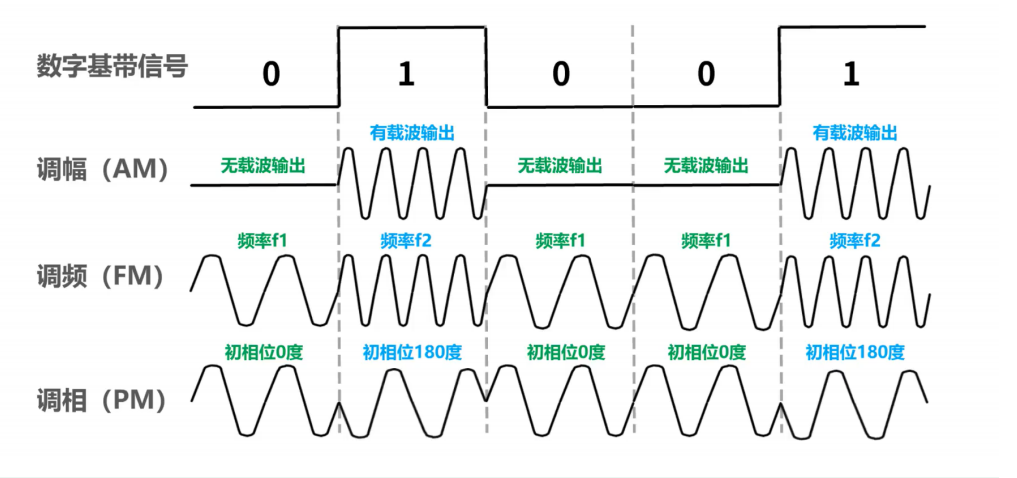 数字基带信号
0
1
0
0
1
调幅（AM）
无载波输出
有载波输出
无载波输出
无载波输出
有载波输出
调频（FM）
频率f1
频率f2
频率f1
频率f1
频率f2
调相（PM）
初相位0度
初相位180度
初相位0度
初相位0度
初相位180度